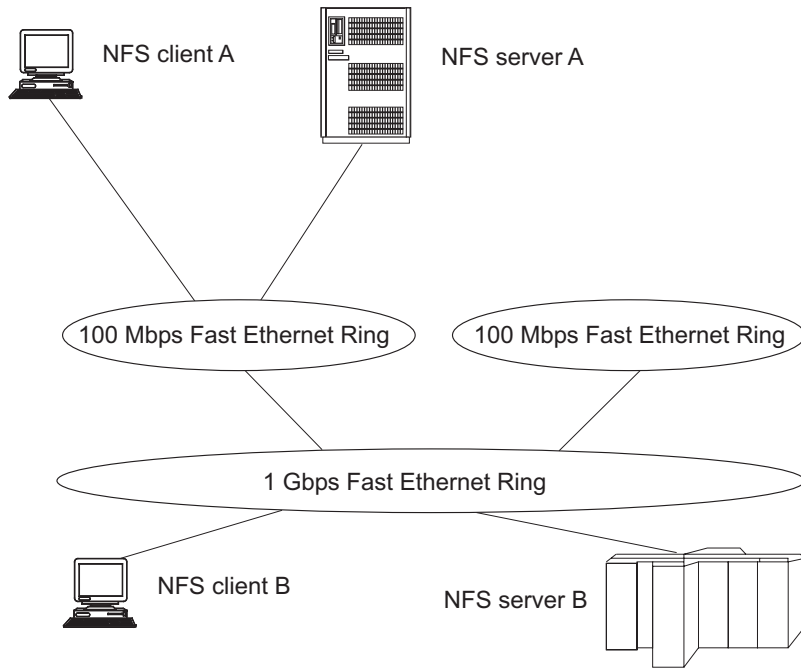 NFS client A
NFS server A
100 Mbps Fast Ethernet Ring
100 Mbps Fast Ethernet Ring
1 Gbps Fast Ethernet Ring
NFS client B
NFS server B